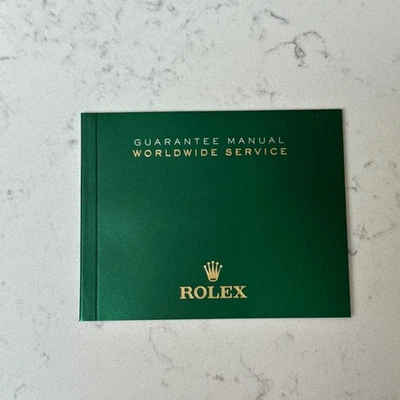 GUARANTEE MANUAL
WORLDWIDE SERVICE
ROLEX